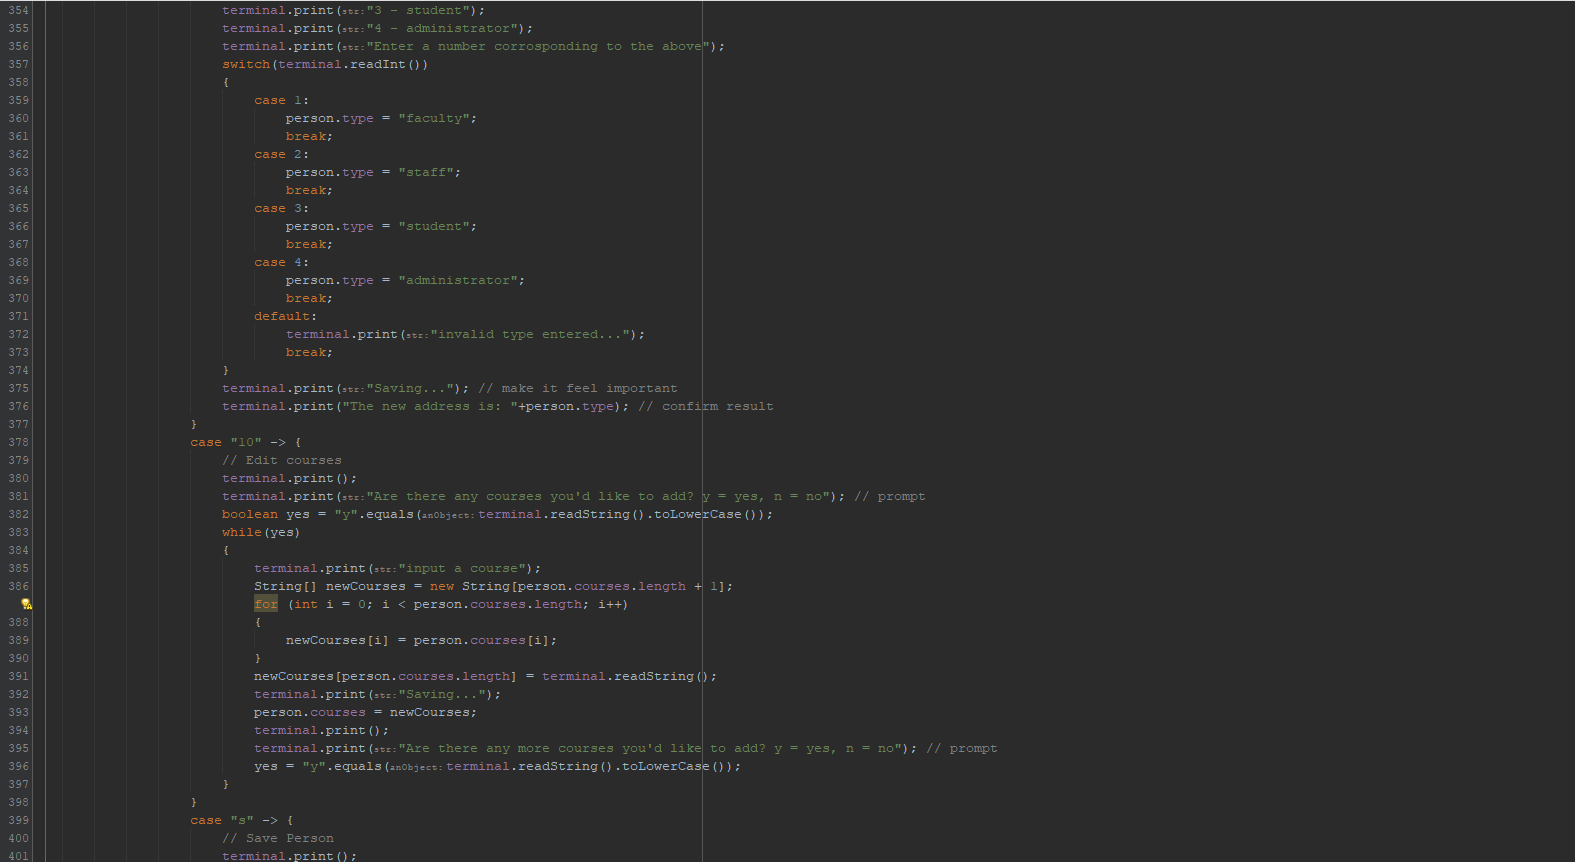 354 terminal.print(str:"3 - student");
355 terminal.print(str:"4 - administrator");
356 terminal.print(str:"Enter a number corrosponding to the above");
357 switch(terminal.readInt())
358 {
359 case 1:
360 person.type = "faculty";
361 break;
362 case 2:
363 person.type = "staff";
364 break;
365 case 3:
366 person.type = "student";
367 break;
368 case 4:
369 person.type = "administrator";
370 break;
371 default:
372 terminal.print(str:"invalid type entered...");
373 break;
374 }
375 terminal.print(str:"Saving..."); // make it feel important
376 terminal.print("The new address is: "+person.type); // confirm result
377 }
378 case "10" -> {
379 // Edit courses
380 terminal.print();
381 terminal.print(str:"Are there any courses you'd like to add? y = yes, n = no"); // prompt
382 boolean yes = "y".equals(anObject:terminal.readString().toLowerCase());
383 while(yes)
384 {
385 terminal.print(str:"input a course");
386 String[] newCourses = new String[person.courses.length + 1];
for (int i = 0; i < person.courses.length; i++)
388 {
389 newCourses[i] = person.courses[i];
390 }
391 newCourses[person.courses.length] = terminal.readString();
392 terminal.print(str:"Saving...");
393 person.courses = newCourses;
394 terminal.print();
395 terminal.print(str:"Are there any more courses you'd like to add? y = yes, n = no"); // prompt
396 yes = "y".equals(anObject:terminal.readString().toLowerCase());
397 }
398 }
399 case "s" -> {
400 // Save Person
401 terminal.print();